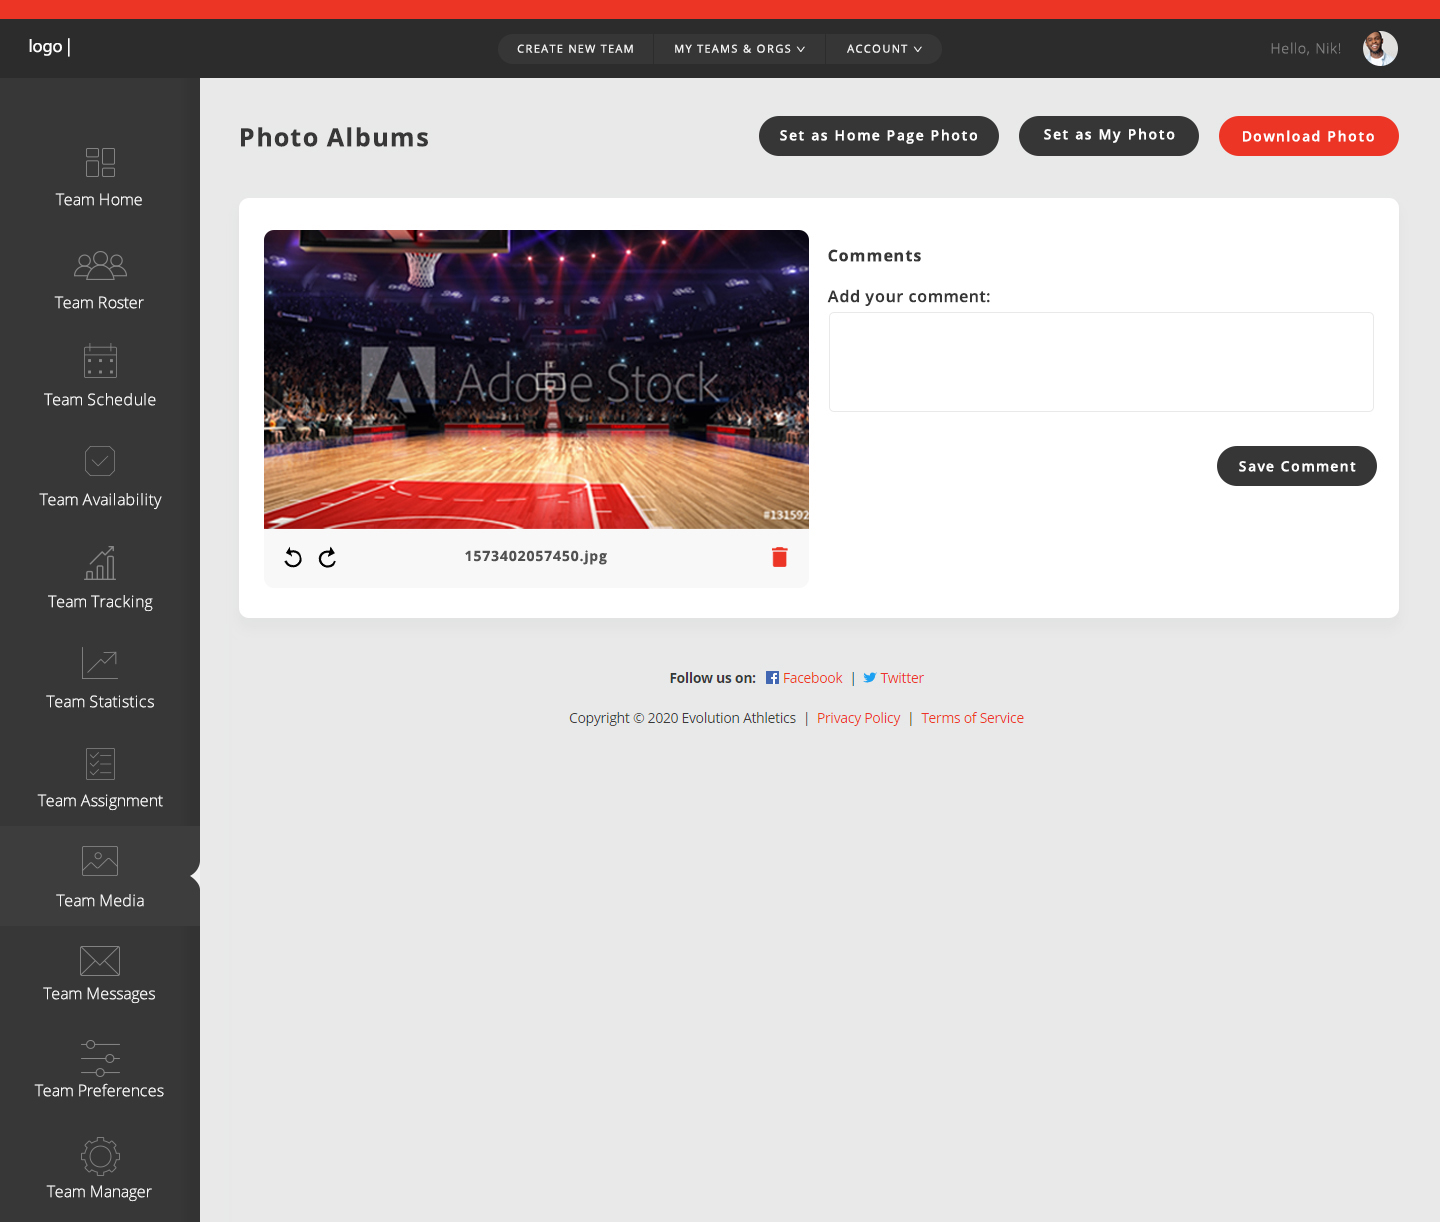 logo |
CREATE NEW TEAM
MY TEAMS & ORGS
ACCOUNT
Hello, Nik!
Photo Albums
Set as Home Page Photo
Set as My Photo
Download Photo
Team Home
Team Roster
Team Schedule
Team Availability
Team Tracking
Team Statistics
Team Assignment
Team Media
Team Messages
Team Preferences
Team Manager
Adobe Stock
#131592
1573402057450.jpg
Comments
Add your comment:
Save Comment
Follow us on: Facebook | Twitter
Copyright © 2020 Evolution Athletics | Privacy Policy | Terms of Service